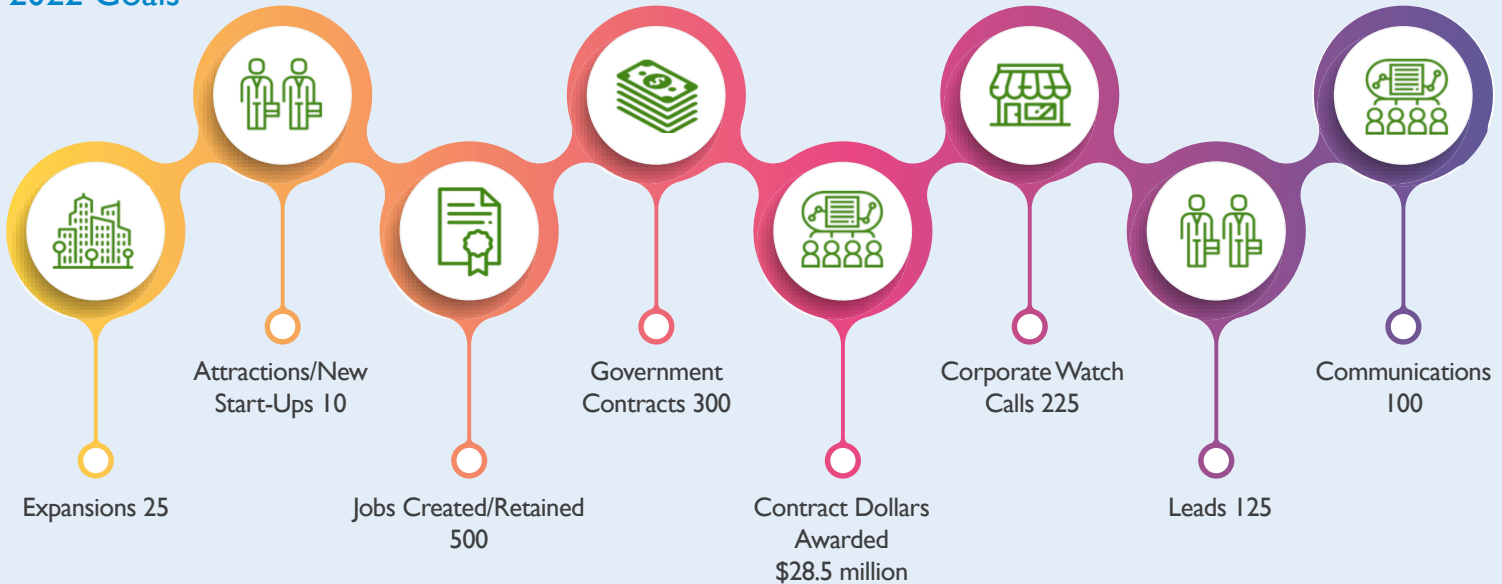 2022 Goals
Expansions 25
Attractions/New
Start-Ups 10
Jobs Created/Retained
500
Government
Contracts 300
Contract Dollars
Awarded
$28.5 million
Corporate Watch
Calls 225
Leads 125
Communications
100